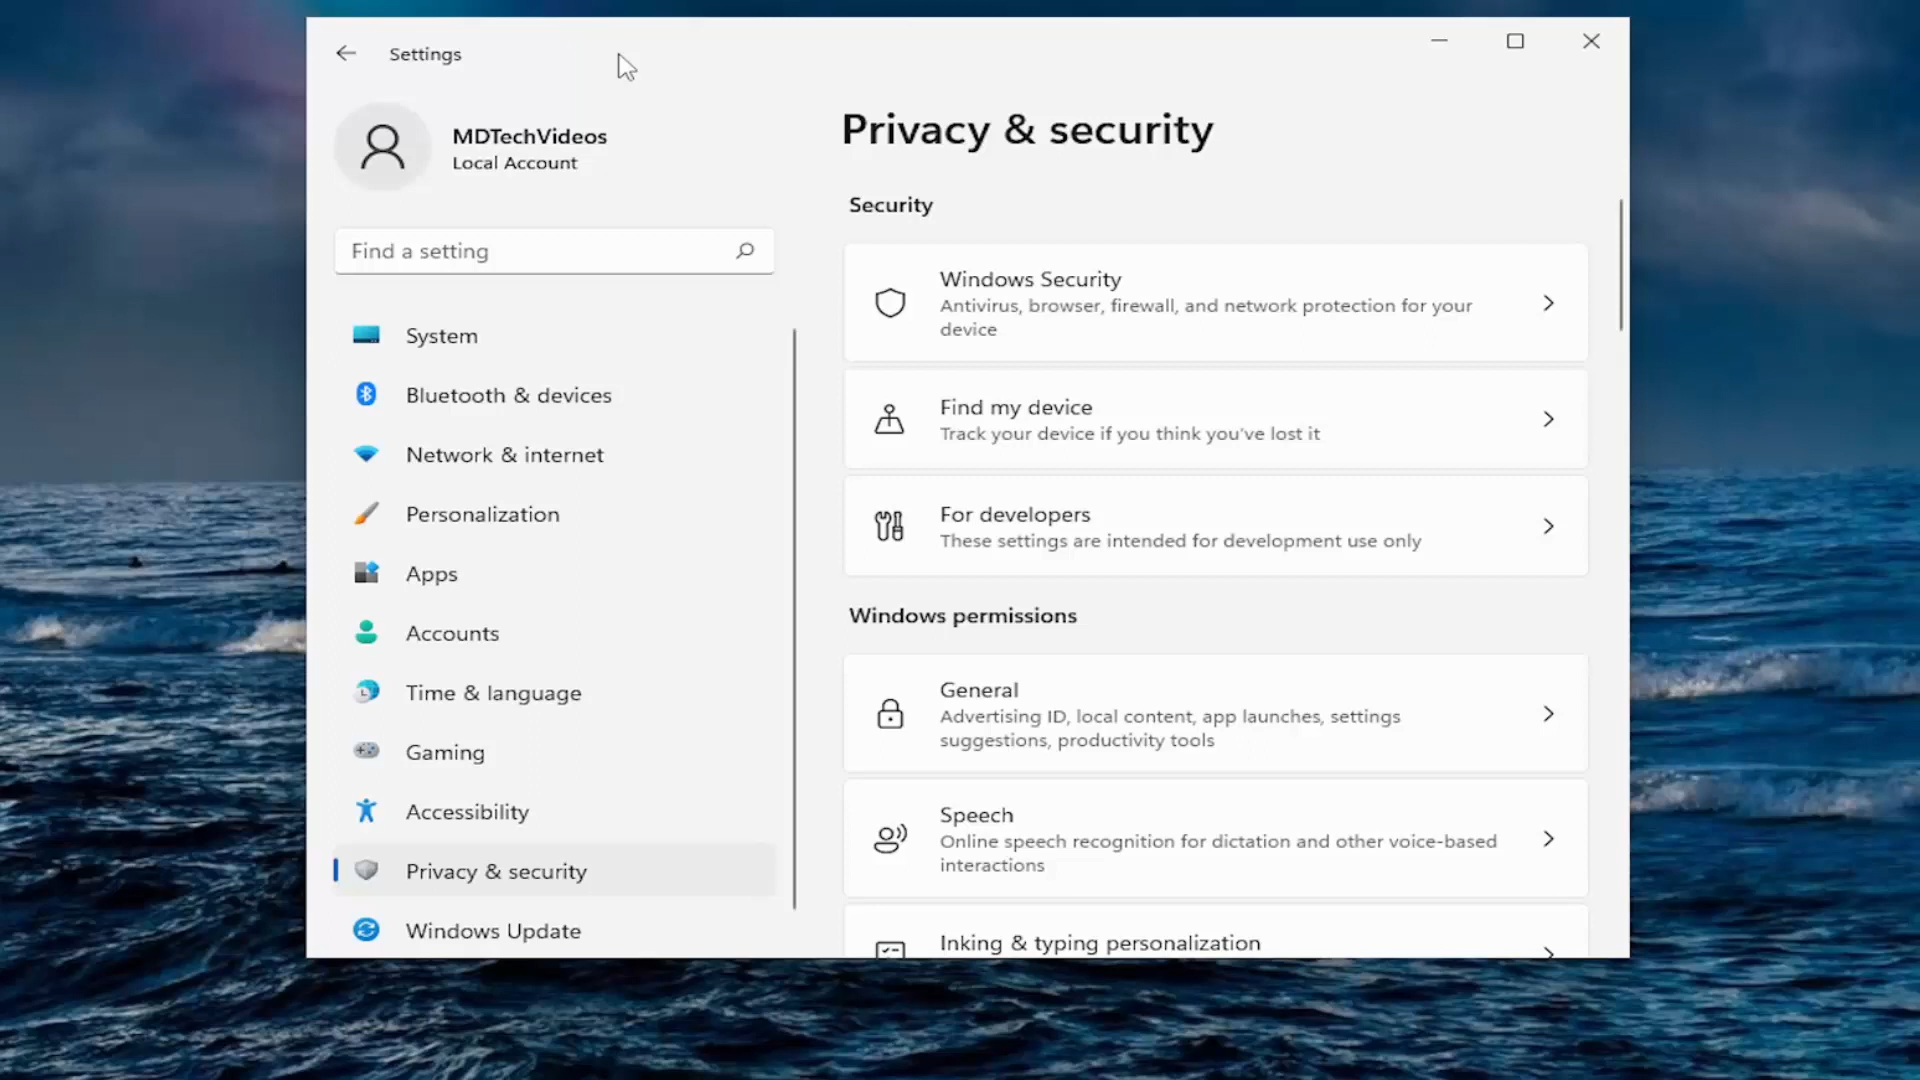 Settings
MDTechVideos
Local Account
Find a setting
System
Bluetooth & devices
Network & internet
Personalization
Apps
Accounts
Time & language
Gaming
Accessibility
Privacy & security
Windows Update
Privacy & security
Security
Windows Security
Antivirus, browser, firewall, and network protection for your
device
Find my device
Track your device if you think you've lost it
For developers
These settings are intended for development use only
Windows permissions
General
Advertising ID, local content, app launches, settings
suggestions, productivity tools
Speech
Online speech recognition for dictation and other voice-based
interactions
Inking & typing personalization